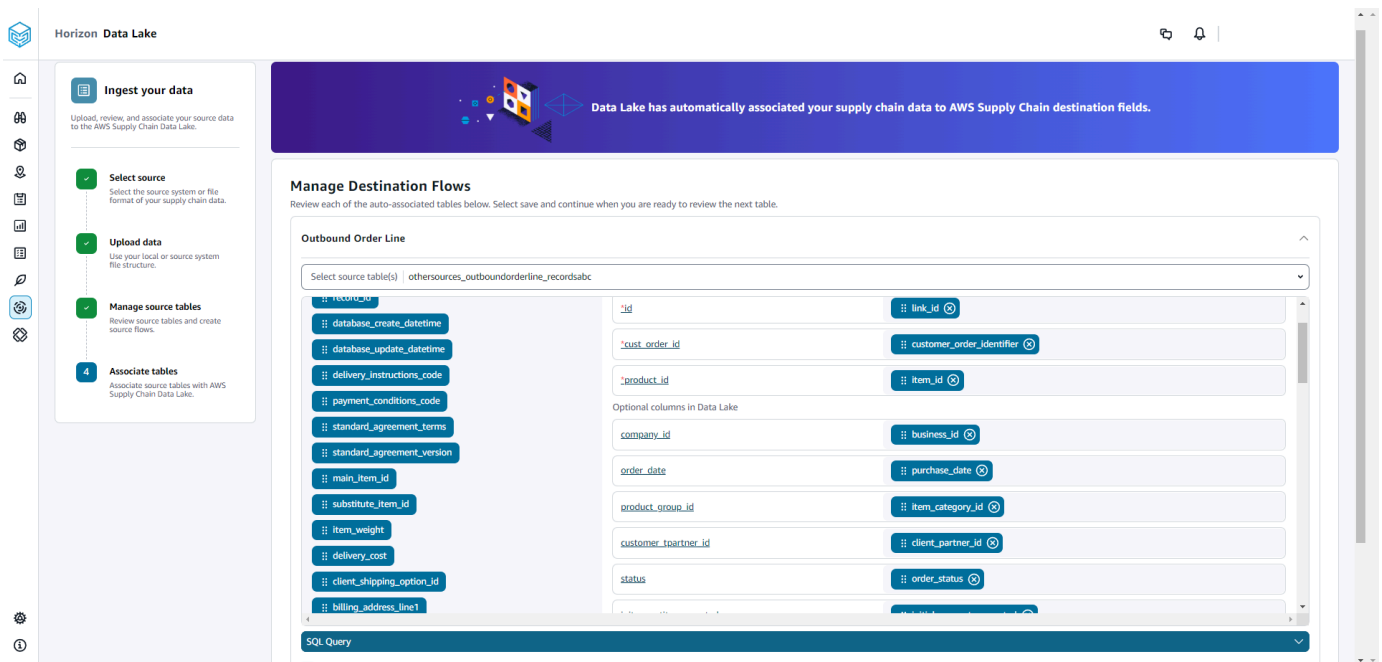 Horizon Data Lake
Ingest your data
Upload, review, and associate your source data
to the AWS Supply Chain Data Lake.
Select source
Select the source system or file
format of your supply chain data.
Upload data
Use your local or source system
file structure.
Manage source tables
Review source tables and create
source flows.
4
Associate tables
Associate source tables with AWS
Supply Chain Data Lake.
Data Lake has automatically associated your supply chain data to AWS Supply Chain destination fields.
Manage Destination Flows
Review each of the auto-associated tables below. Select save and continue when you are ready to review the next table.
Outbound Order Line
Select source table(s) othersources_outboundorderline_recordsabc
record_id
database_create_datetime
database_update_datetime
delivery_instructions_code
payment_conditions_code
standard_agreement_terms
standard_agreement_version
main_item_id
substitute_item_id
item_weight
delivery_cost
client_shipping_option_id
billing_address_line1
*id link_id
*cust_order_id customer_order_identifier
*product_id item_id
Optional columns in Data Lake
company_id business_id
order_date purchase_date
product_group_id item_category_id
customer_tpartner_id client_partner_id
status order_status
SQL Query